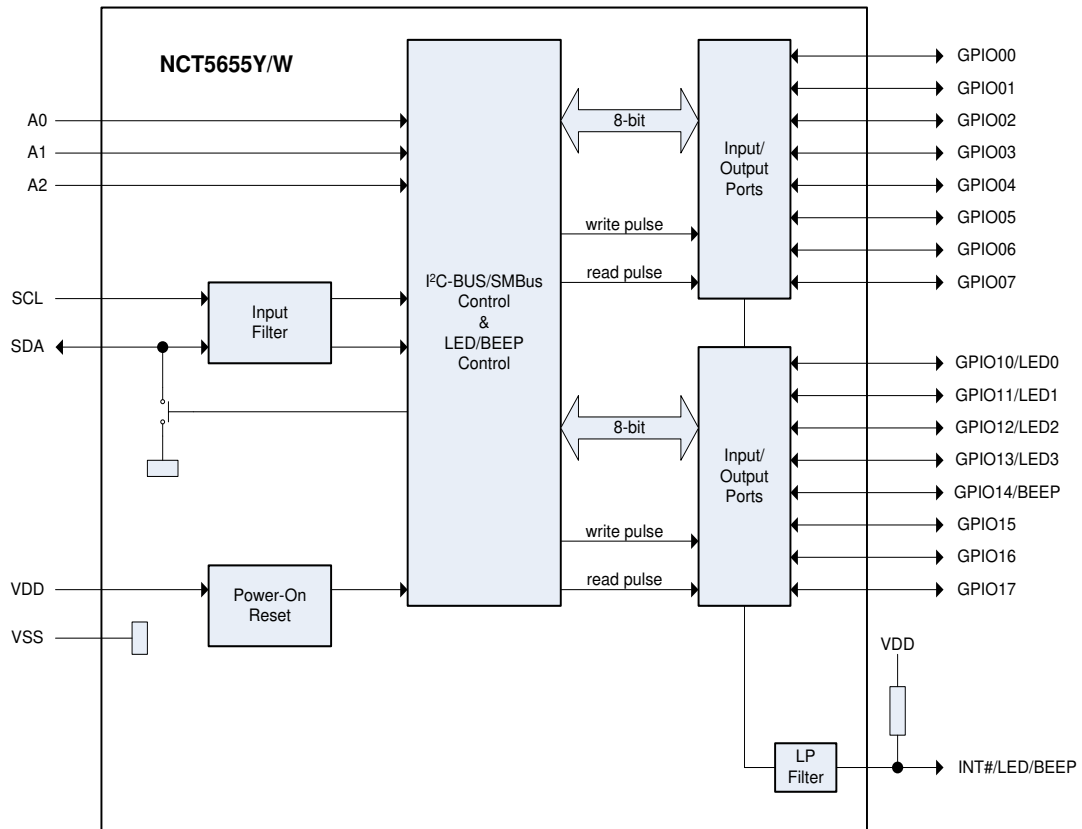 NCT5655Y/W
A0
A1
A2
SCL
SDA
VDD
VSS
Input
Filter
Power-On
Reset
I²C-BUS/SMBus
Control
&
LED/BEEP
Control
8-bit
write pulse
read pulse
8-bit
write pulse
read pulse
Input/
Output
Ports
Input/
Output
Ports
GPIO00
GPIO01
GPIO02
GPIO03
GPIO04
GPIO05
GPIO06
GPIO07
GPIO10/LED0
GPIO11/LED1
GPIO12/LED2
GPIO13/LED3
GPIO14/BEEP
GPIO15
GPIO16
GPIO17
VDD
LP
Filter
INT#/LED/BEEP